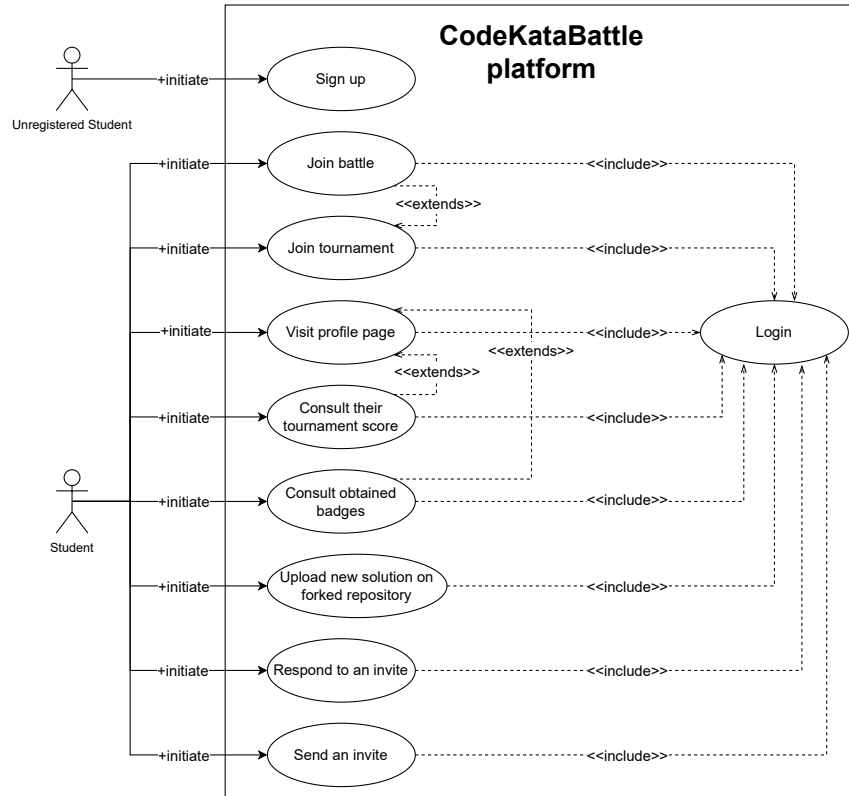 CodeKataBattle
platform
+initiate
Sign up
Unregistered Student
+initiate
Join battle
<<include>>
<<extends>>
+initiate
Join tournament
<<include>>
+initiate
Visit profile page
<<include>>
Login
<<extends>>
<<extends>>
+initiate
Consult their
tournament score
<<include>>
+initiate
Consult obtained
badges
<<include>>
Student
+initiate
Upload new solution on
forked repository
<<include>>
+initiate
Respond to an invite
<<include>>
+initiate
Send an invite
<<include>>